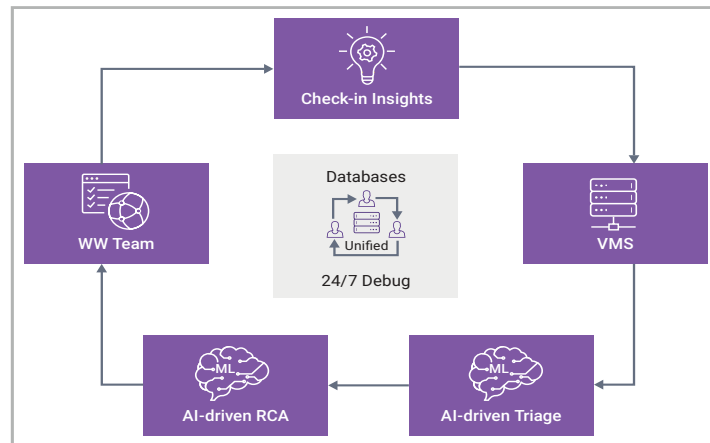 Check-in Insights
WW Team
Databases
Unified
24/7 Debug
VMS
ML
AI-driven RCA
ML
AI-driven Triage